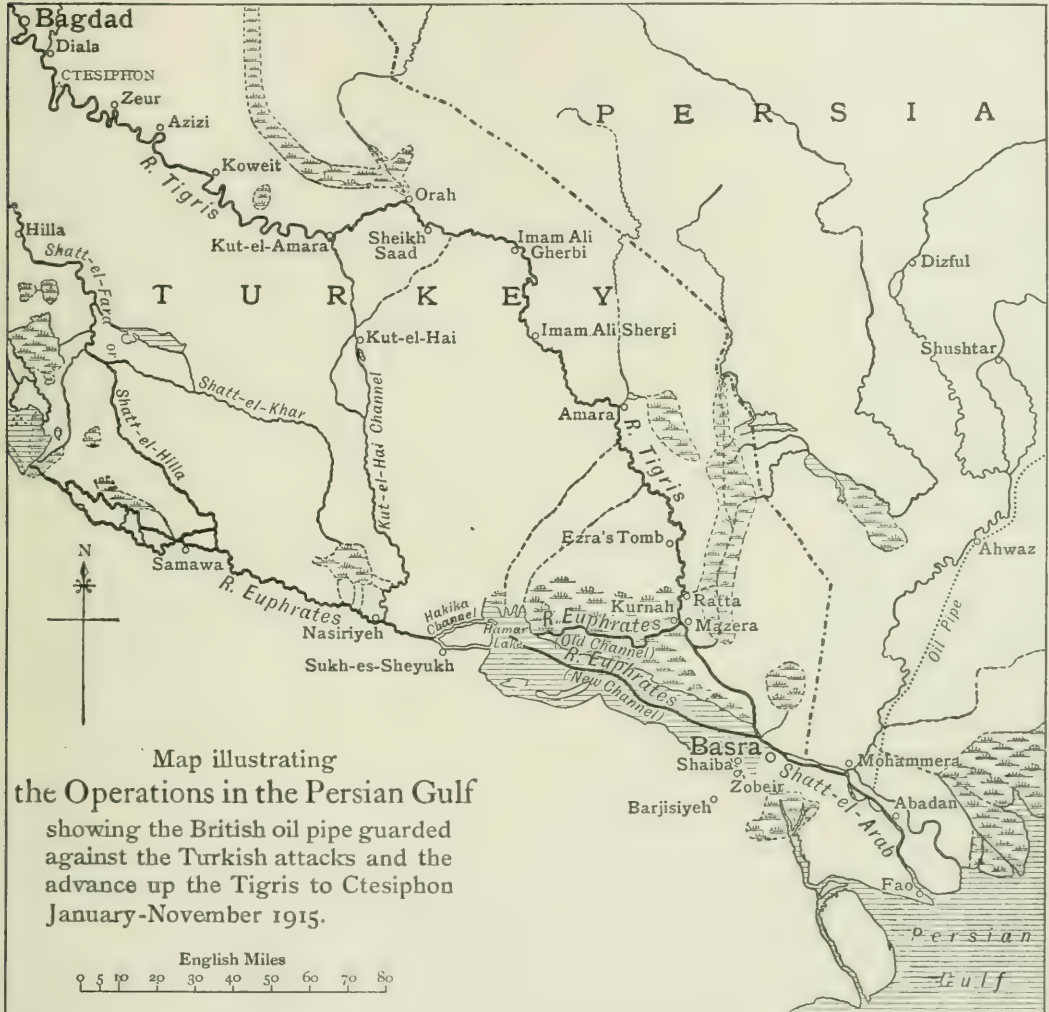 Bagdad
Diala
CTESIPHON
Zeur
Azizi
R. Tigris
Koweit
Orah
PERSIA
Hilla
Shatt-el-Fara or
Kut-el-Amara
Sheikh
Saad
Imam Ali
Gherbi
Dizful
TURKEY
Kut-el-Hai
Imam Ali Shergi
Shushtar
Shatt-el-Khar
Shatt-el-Hilla
Kut-el-Hai Channel
Amara
R. Tigris
Ezra's Tomb
Ahwaz
N
Samawa
R. Euphrates
Nasiriyeh
Hakika
Channel
Hamar
Lake
Kurnah
Ratta
R. Euphrates
Mazera
(Old Channel)
R. Euphrates
(New Channel)
Oil Pipe
Sukh-es-Sheyukh
Basra
Shaiba
Zobeir
Barjisiyeh
Shatt-el-Arab
Mohammera
Abadan
Fao
Persian
Gulf
Map illustrating
the Operations in the Persian Gulf
showing the British oil pipe guarded
against the Turkish attacks and the
advance up the Tigris to Ctesiphon
January-November 1915.
English Miles
0 5 10 20 30 40 50 60 70 80